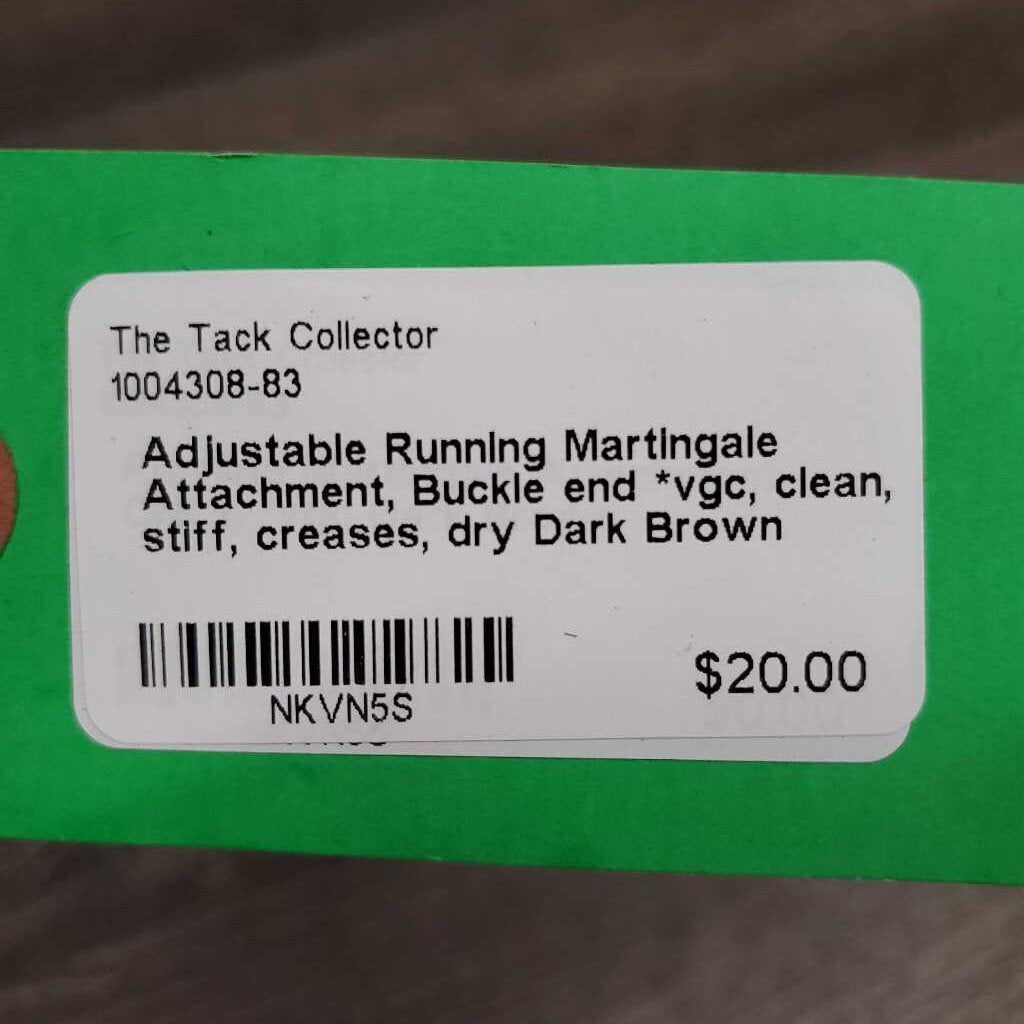 The Tack Collector
1004308-83
Adjustable Running Martingale
Attachment, Buckle end *vgc, clean,
stiff, creases, dry Dark Brown
NKVN5S
$20.00